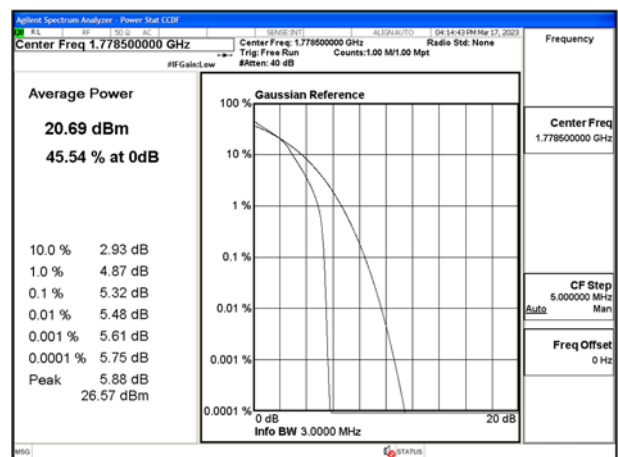 Agilent Spectrum Analyzer - Power Stat CCDF
RL RF 50 Ω AC SENSE:INT ALIGN AUTO 04:14:43 PM Mar 17, 2023
Center Freq 1.778500000 GHz
Center Freq: 1.778500000 GHz Radio Std: None
Trig: Free Run Counts:1.00 M/1.00 Mpt
#IFGain:Low #Atten: 40 dB
Frequency
Average Power
20.69 dBm
45.54 % at 0dB
10.0 % 2.93 dB
1.0 % 4.87 dB
0.1 % 5.32 dB
0.01 % 5.48 dB
0.001 % 5.61 dB
0.0001 % 5.75 dB
Peak 5.88 dB
26.57 dBm
Gaussian Reference
100 %
10 %
1 %
0.1 %
0.01 %
0.001 %
0.0001 %
0 dB 20 dB
Info BW 3.0000 MHz
Center Freq
1.778500000 GHz
CF Step
5.000000 MHz
Auto Man
Freq Offset
0 Hz
MSG STATUS